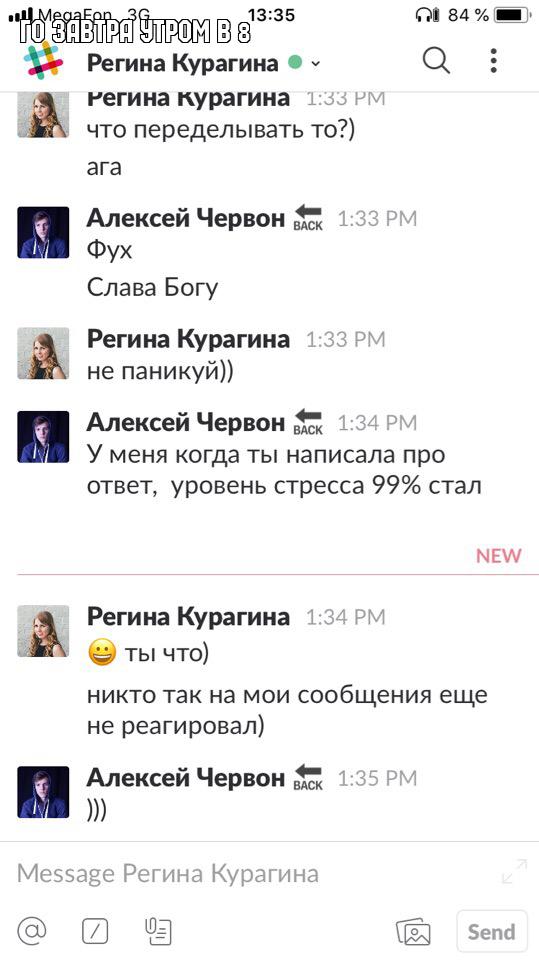 MegaFon 3G 13:35 84 %
ГО ЗАВТРА УТРОМ В 8
Регина Курагина
Регина Курагина 1:33 PM
что переделывать то?)
ага
Алексей Червон BACK 1:33 PM
Фух
Слава Богу
Регина Курагина 1:33 PM
не паникуй))
Алексей Червон BACK 1:34 PM
У меня когда ты написала про
ответ, уровень стресса 99% стал
NEW
Регина Курагина 1:34 PM
😀 ты что)
никто так на мои сообщения еще
не реагировал)
Алексей Червон BACK 1:35 PM
)))
Message Регина Курагина
Send